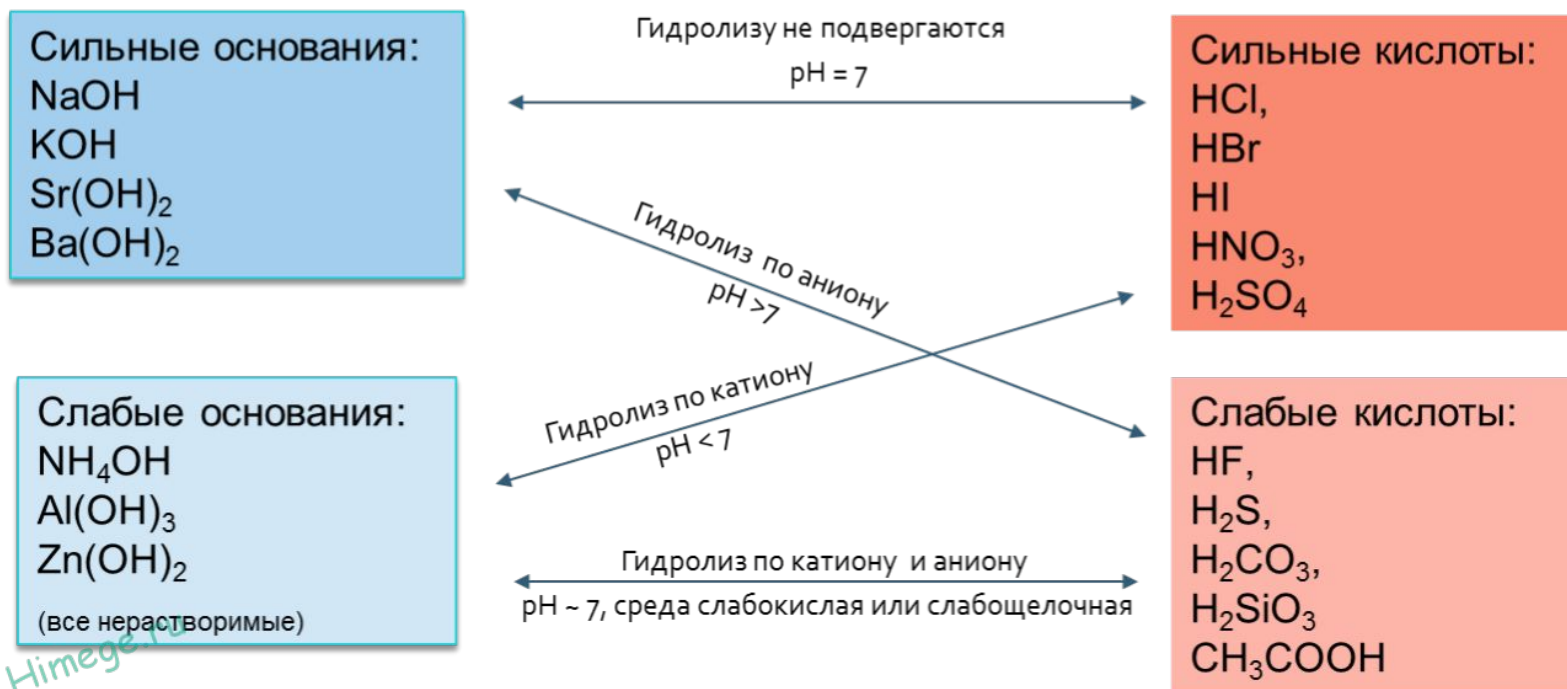 Сильные основания:
NaOH
KOH
Sr(OH)₂
Ba(OH)₂
Гидролизу не подвергаются
pH = 7
Сильные кислоты:
HCl,
HBr
HI
HNO₃,
H₂SO₄
Гидролиз по аниону
pH >7
Гидролиз по катиону
pH < 7
Слабые основания:
NH₄OH
Al(OH)₃
Zn(OH)₂
(все нерастворимые)
Гидролиз по катиону и аниону
pH ~ 7, среда слабокислая или слабощелочная
Слабые кислоты:
HF,
H₂S,
H₂CO₃,
H₂SiO₃
CH₃COOH
Himege.ru